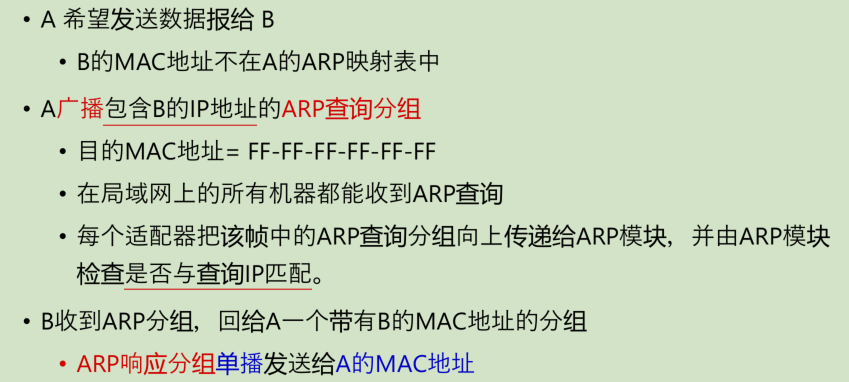 • A 希望发送数据报给 B
• B的MAC地址不在A的ARP映射表中
• A广播包含B的IP地址的ARP查询分组
• 目的MAC地址= FF-FF-FF-FF-FF-FF
• 在局域网上的所有机器都能收到ARP查询
• 每个适配器把该帧中的ARP查询分组向上传递给ARP模块，并由ARP模块
检查是否与查询IP匹配。
• B收到ARP分组，回给A一个带有B的MAC地址的分组
• ARP响应分组单播发送给A的MAC地址